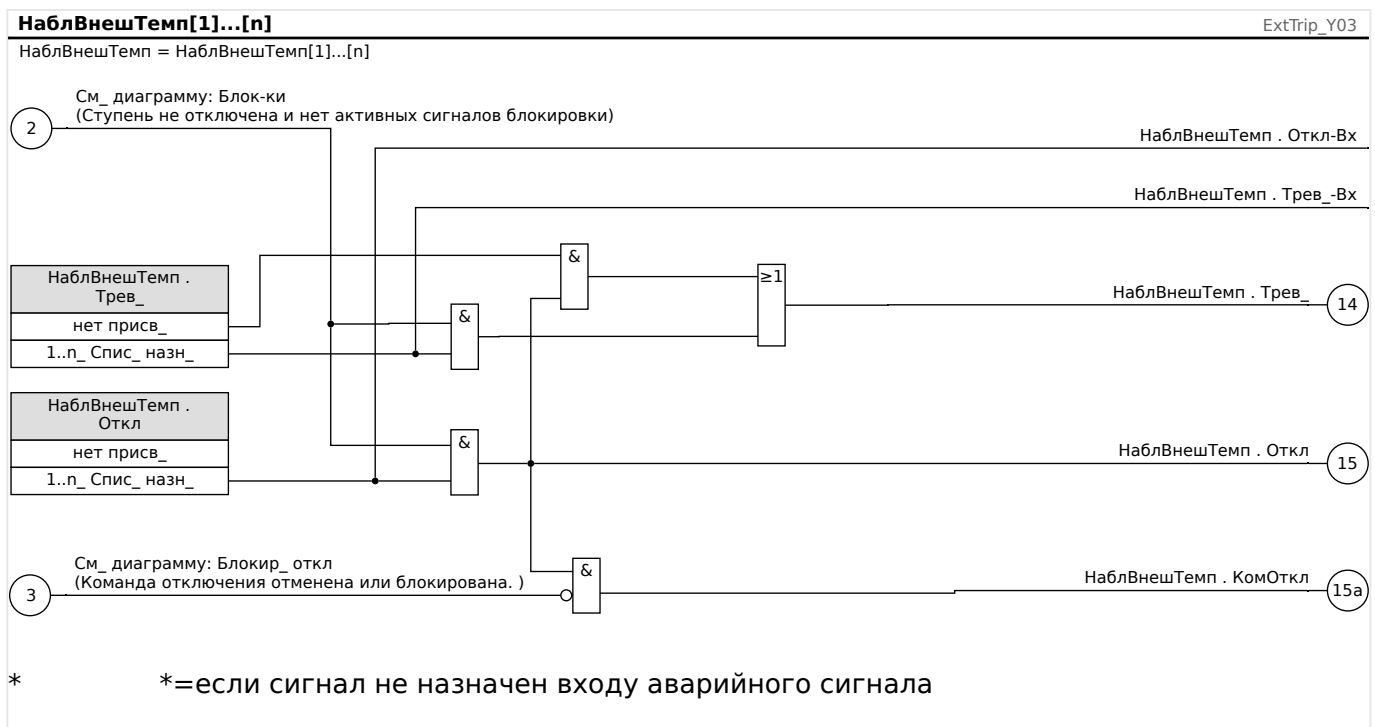 НаблВнешТемп[1]...[n]
ExtTrip_Y03
НаблВнешТемп = НаблВнешТемп[1]...[n]
См_ диаграмму: Блок-ки
(Ступень не отключена и нет активных сигналов блокировки)
2
НаблВнешТемп . Откл-Вх
НаблВнешТемп . Трев_-Вх
&
≥1
НаблВнешТемп .
Трев_
нет присв_
1..n_ Спис_ назн_
&
НаблВнешТемп . Трев_
14
НаблВнешТемп .
Откл
нет присв_
1..n_ Спис_ назн_
&
НаблВнешТемп . Откл
15
См_ диаграмму: Блокир_ откл
(Команда отключения отменена или блокирована. )
3
&
НаблВнешТемп . КомОткл
15a
*
*=если сигнал не назначен входу аварийного сигнала